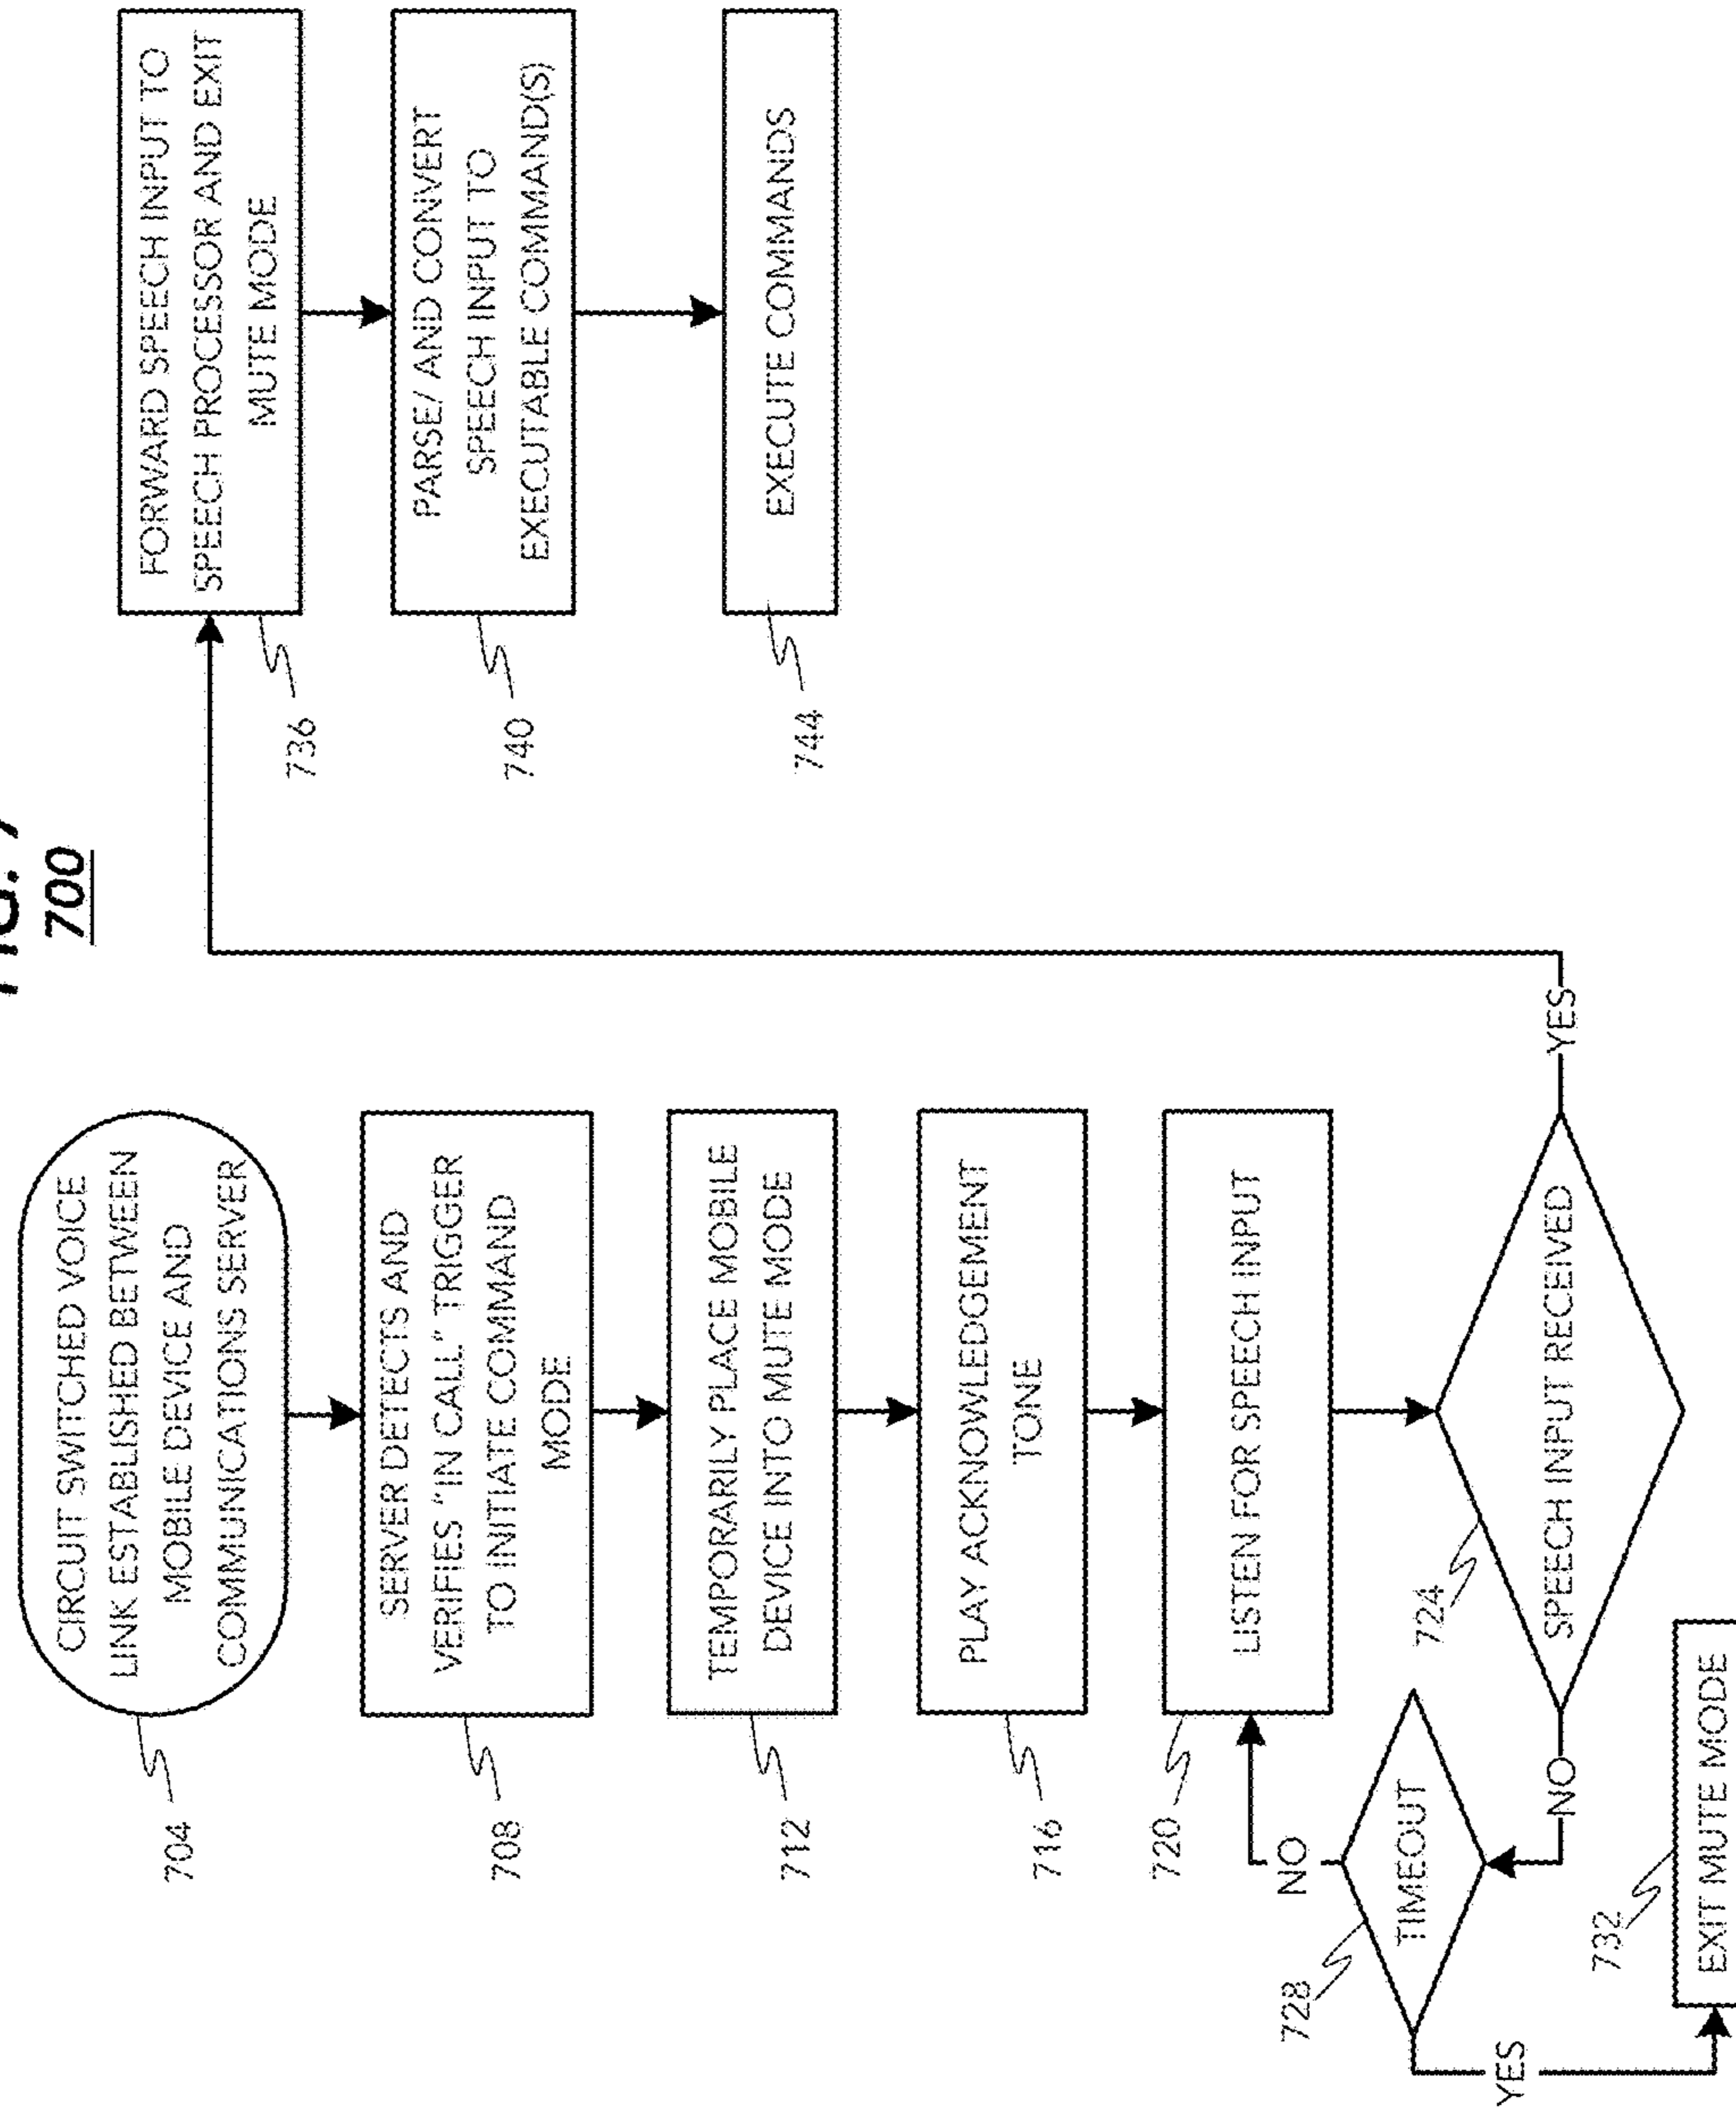 FIG. 7
700
CIRCUIT SWITCHED VOICE
LINK ESTABLISHED BETWEEN
MOBILE DEVICE AND
COMMUNICATIONS SERVER
704
SERVER DETECTS AND
VERIFIES "IN CALL" TRIGGER
TO INITIATE COMMAND
MODE
708
TEMPORARILY PLACE MOBILE
DEVICE INTO MUTE MODE
712
PLAY ACKNOWLEDGEMENT
TONE
716
LISTEN FOR SPEECH INPUT
720
SPEECH INPUT RECEIVED
724
NO
YES
TIMEOUT
728
NO
YES
EXIT MUTE MODE
732
FORWARD SPEECH INPUT TO
SPEECH PROCESSOR AND EXIT
MUTE MODE
736
PARSE/ AND CONVERT
SPEECH INPUT TO
EXECUTABLE COMMAND(S)
740
EXECUTE COMMANDS
744